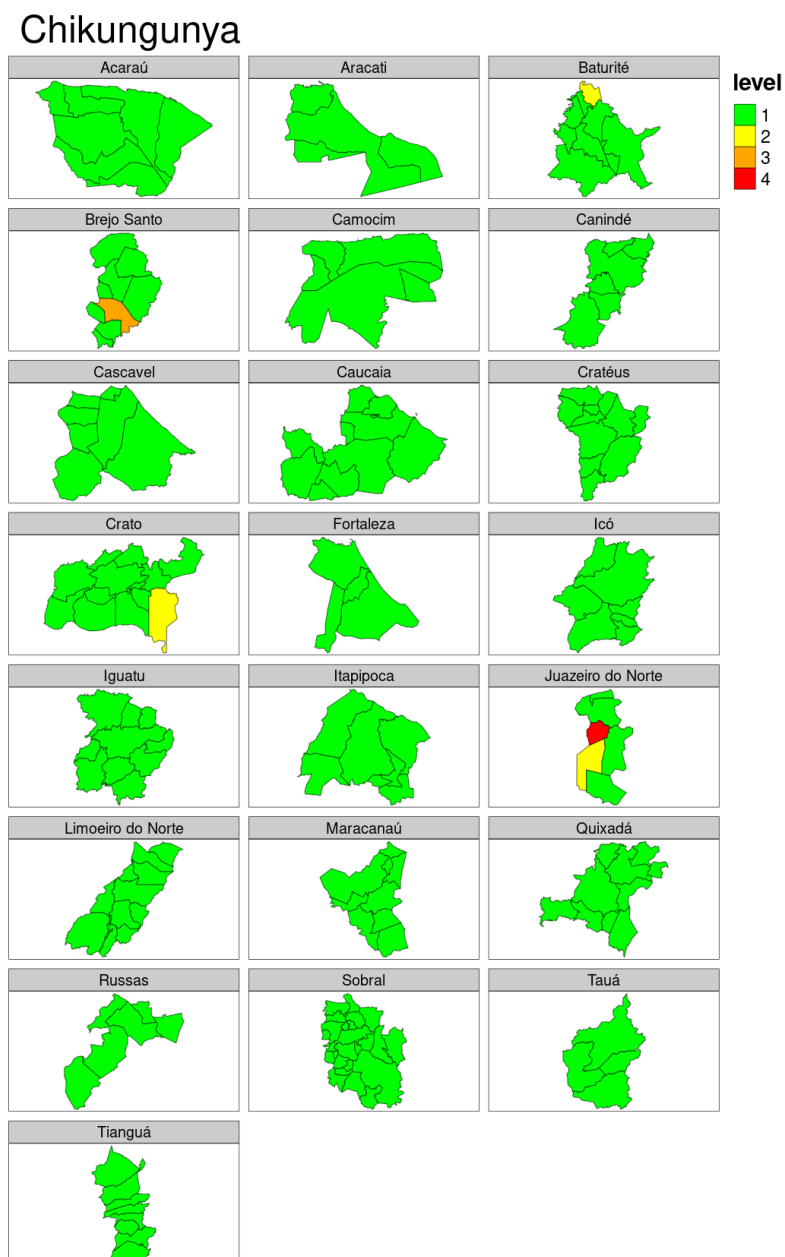 Chikungunya
Acaraú
Aracati
Baturité
level
1
2
3
4
Brejo Santo
Camocim
Canindé
Cascavel
Caucaia
Cratéus
Crato
Fortaleza
Icó
Iguatu
Itapipoca
Juazeiro do Norte
Limoeiro do Norte
Maracanaú
Quixadá
Russas
Sobral
Tauá
Tianguá